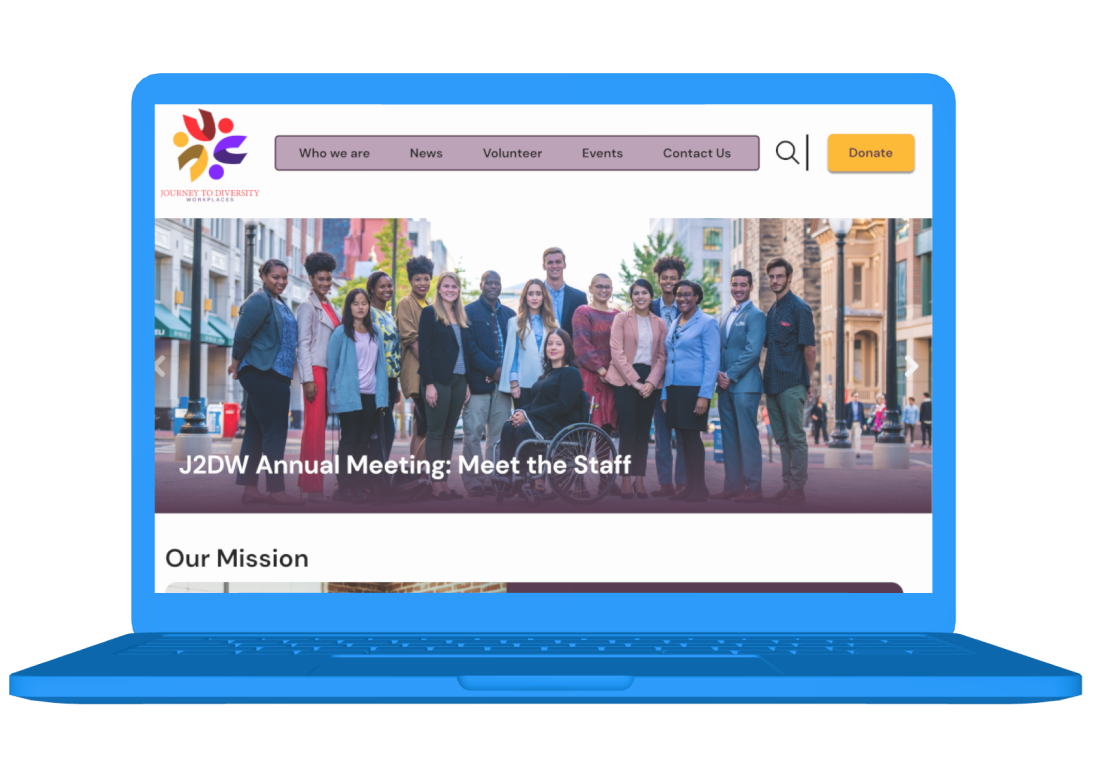 JOURNEY TO DIVERSITY
WORKPLACES
Who we are
News
Volunteer
Events
Contact Us
Donate
J2DW Annual Meeting: Meet the Staff
Our Mission